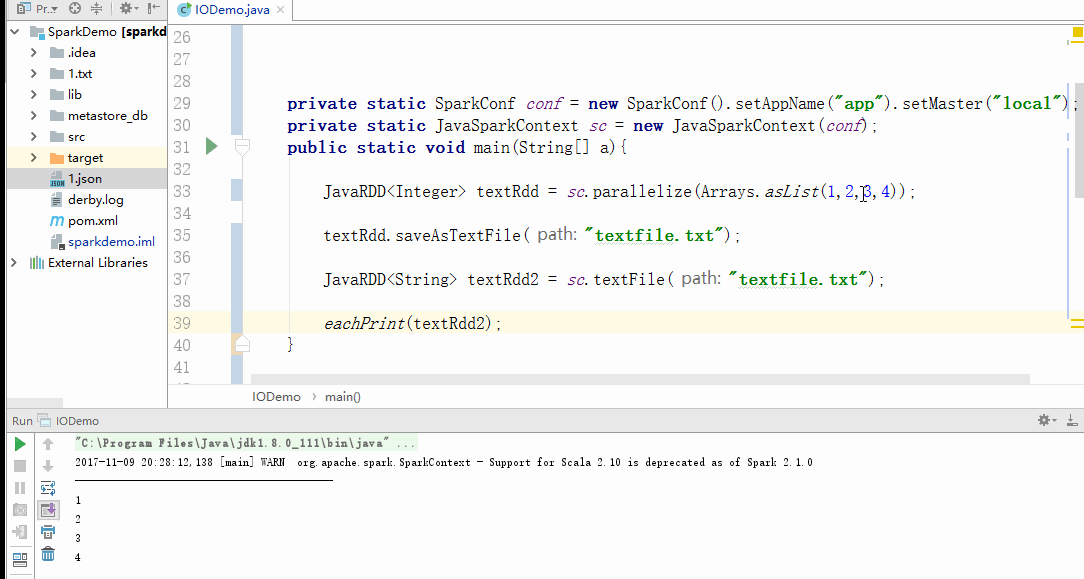 Pr..
IODemo.java
SparkDemo [sparkd
.idea
1.txt
lib
metastore_db
src
target
1.json
derby.log
pom.xml
sparkdemo.iml
External Libraries
26
27
28
29 private static SparkConf conf = new SparkConf().setAppName("app").setMaster("local");
30 private static JavaSparkContext sc = new JavaSparkContext(conf);
31 public static void main(String[] a){
32
33 JavaRDD<Integer> textRdd = sc.parallelize(Arrays.asList(1,2,3,4));
34
35 textRdd.saveAsTextFile( path: "textfile.txt");
36
37 JavaRDD<String> textRdd2 = sc.textFile( path: "textfile.txt");
38
39 eachPrint(textRdd2);
40 }
41
IODemo › main()
Run IODemo
"C:\Program Files\Java\jdk1.8.0_111\bin\java" ...
2017-11-09 20:28:12,138 [main] WARN org.apache.spark.SparkContext - Support for Scala 2.10 is deprecated as of Spark 2.1.0
1
2
3
4